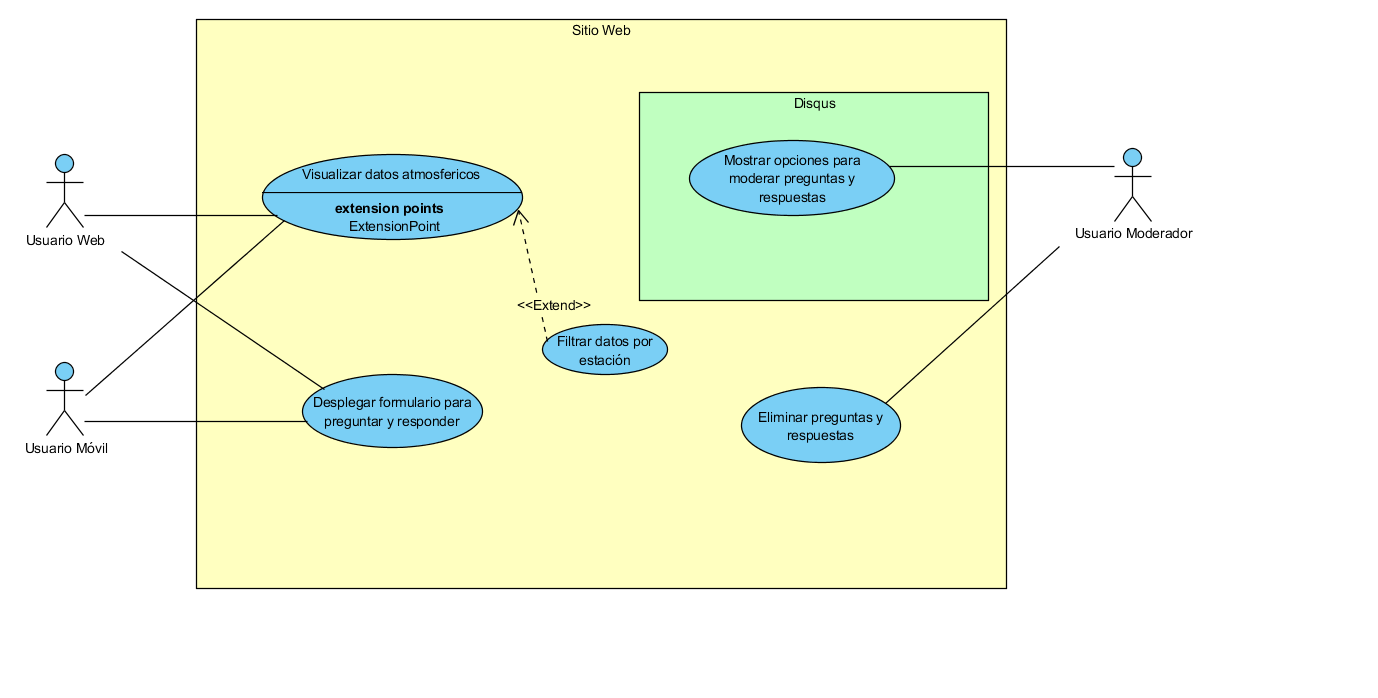 Sitio Web
Disqus
Mostrar opciones para
moderar preguntas y
respuestas
Visualizar datos atmosfericos
extension points
ExtensionPoint
Usuario Web
Usuario Moderador
<<Extend>>
Filtrar datos por
estación
Desplegar formulario para
preguntar y responder
Eliminar preguntas y
respuestas
Usuario Móvil